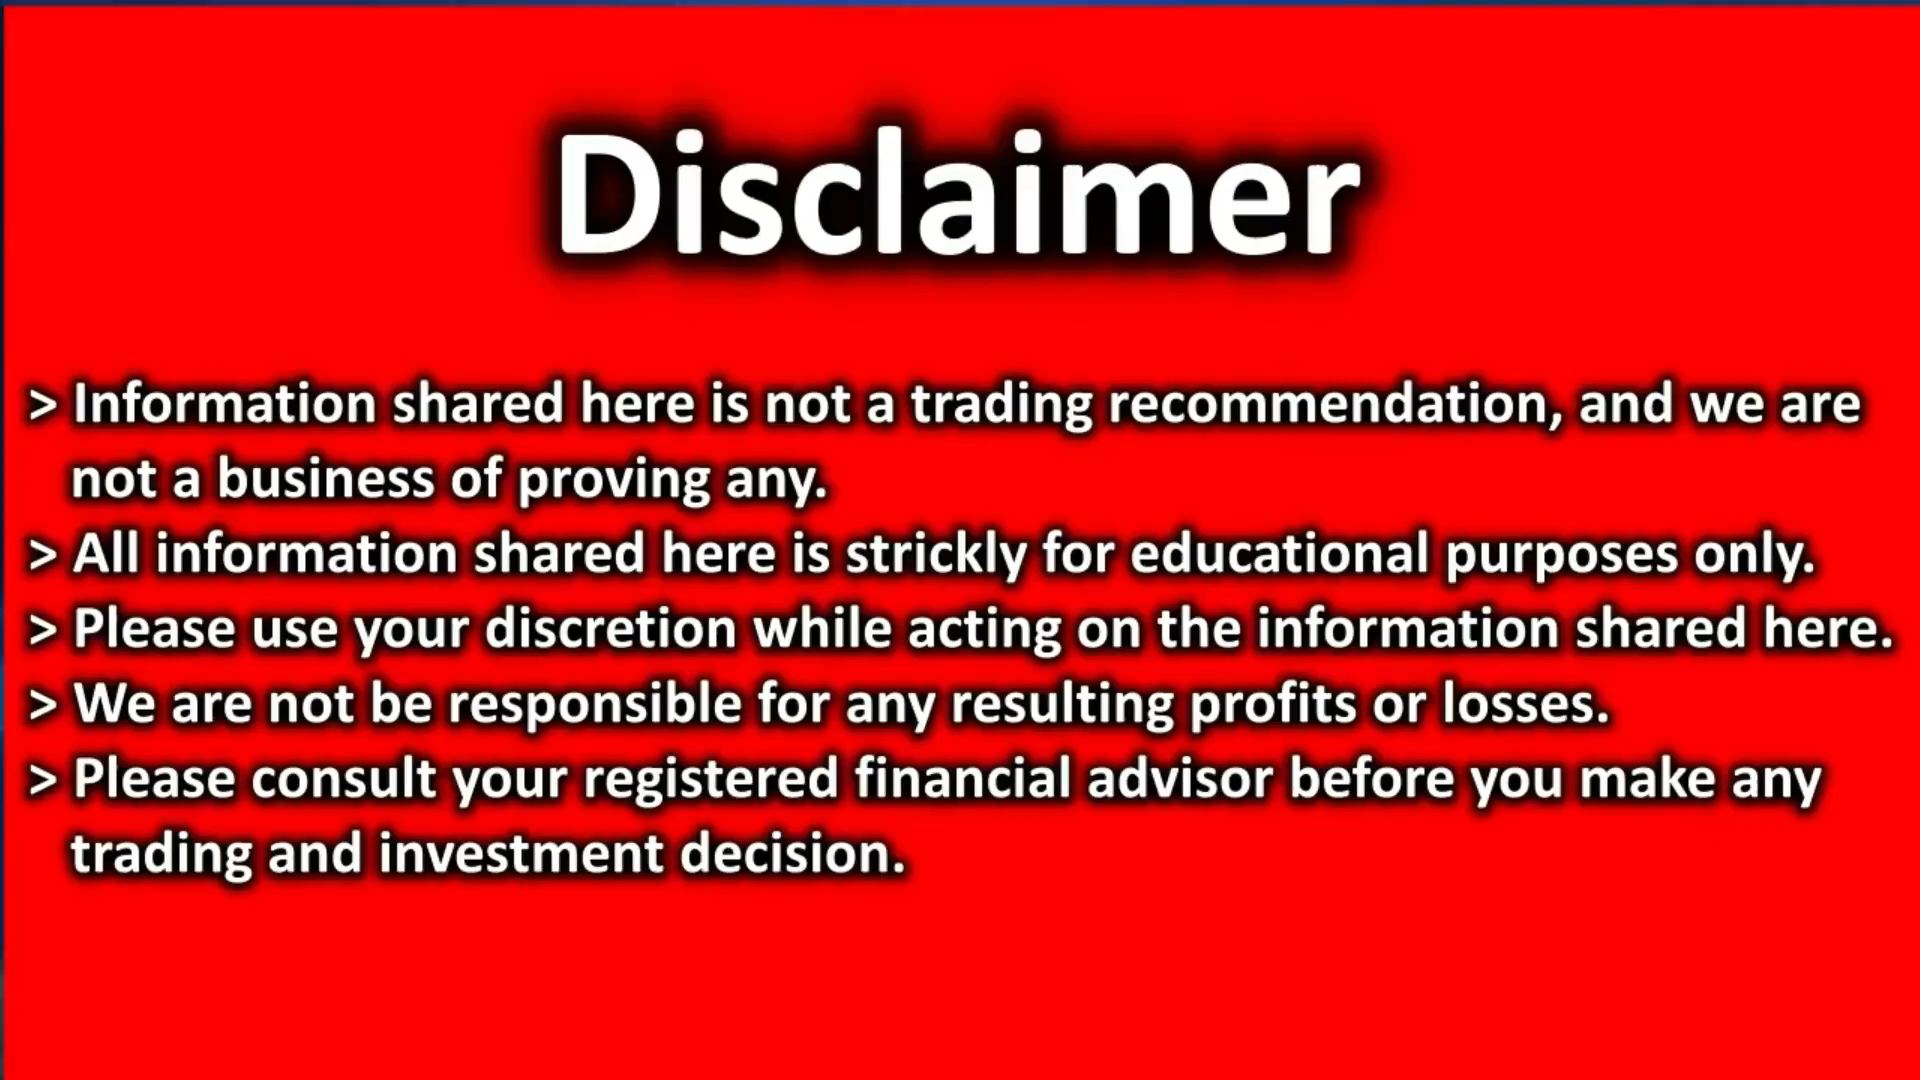 Disclaimer
> Information shared here is not a trading recommendation, and we are
not a business of proving any.
> All information shared here is strickly for educational purposes only.
> Please use your discretion while acting on the information shared here.
> We are not be responsible for any resulting profits or losses.
> Please consult your registered financial advisor before you make any
trading and investment decision.